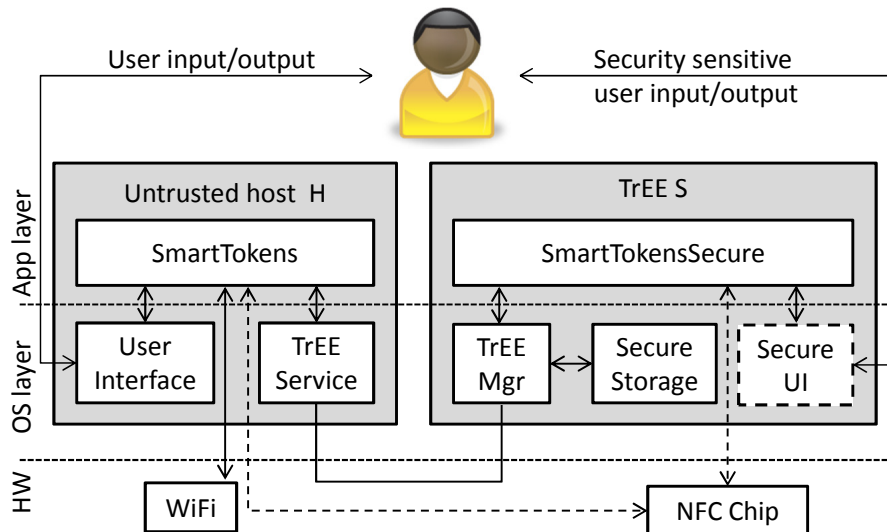 User input/output
Security sensitive
user input/output
App layer
Untrusted host H
TrEE S
SmartTokens
SmartTokensSecure
OS layer
User
Interface
TrEE
Service
TrEE
Mgr
Secure
Storage
Secure
UI
HW
WiFi
NFC Chip